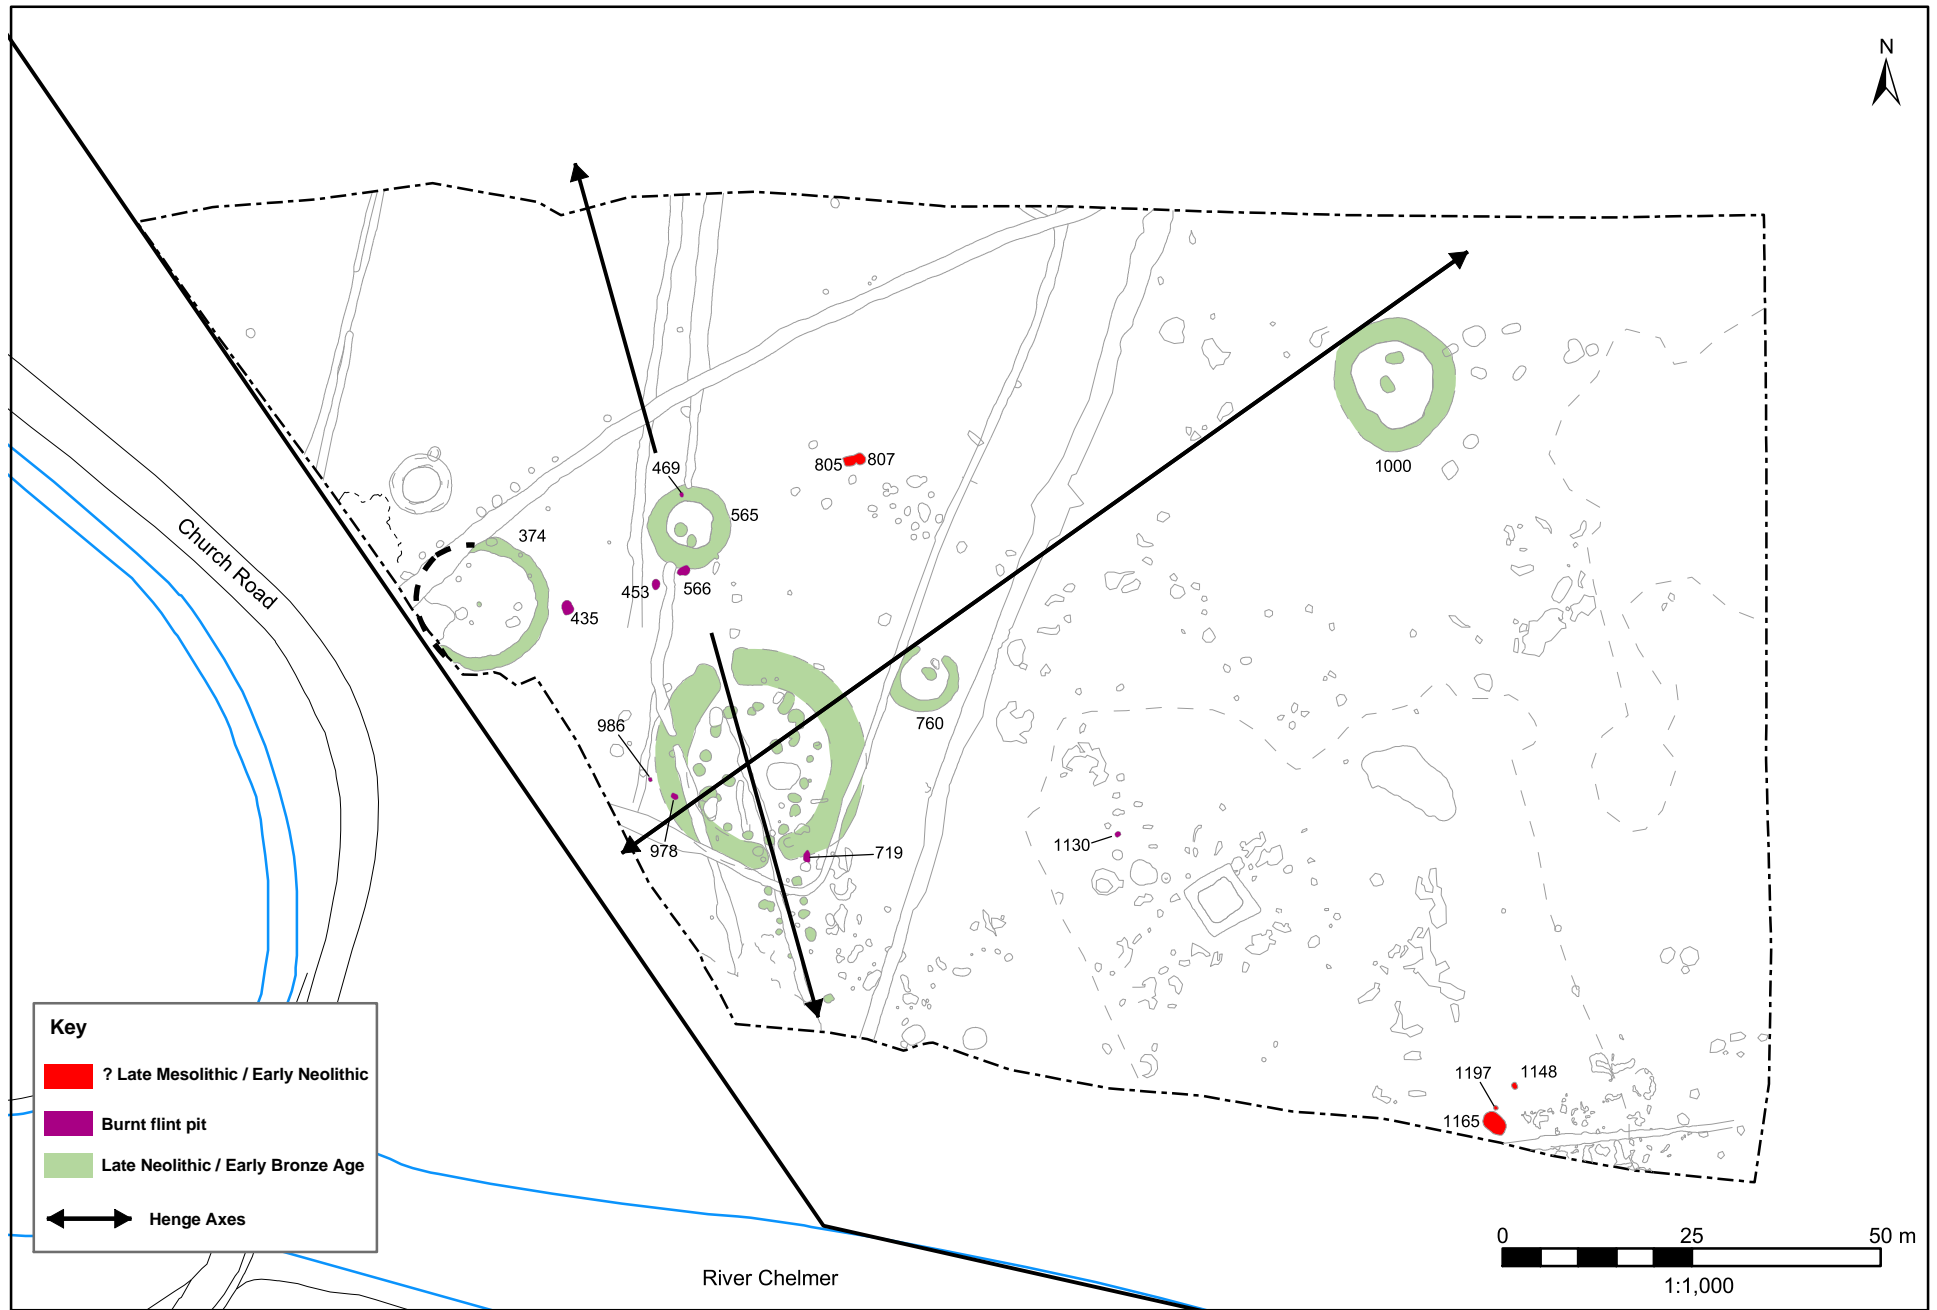 N
469
805
807
565
1000
374
Church Road
453
566
435
760
986
978
719
1130
Key
? Late Mesolithic / Early Neolithic
Burnt flint pit
Late Neolithic / Early Bronze Age
Henge Axes
1197
1148
1165
0 25 50 m
1:1,000
River Chelmer